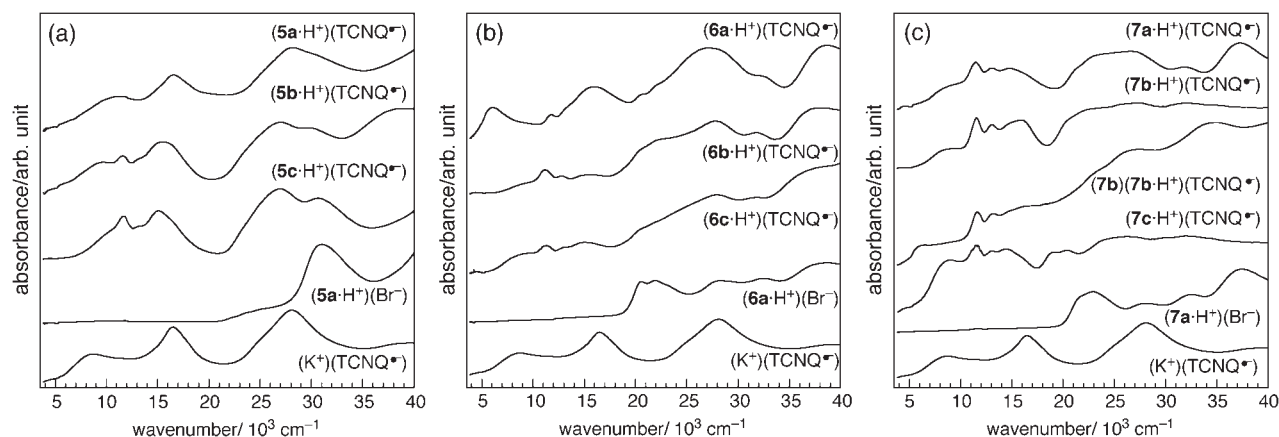 (a)
(5a·H⁺)(TCNQ•⁻)
(5b·H⁺)(TCNQ•⁻)
(5c·H⁺)(TCNQ•⁻)
(5a·H⁺)(Br⁻)
(K⁺)(TCNQ•⁻)
absorbance/arb. unit
5 10 15 20 25 30 35 40
wavenumber/ 10³ cm⁻¹
(b)
(6a·H⁺)(TCNQ•⁻)
(6b·H⁺)(TCNQ•⁻)
(6c·H⁺)(TCNQ•⁻)
(6a·H⁺)(Br⁻)
(K⁺)(TCNQ•⁻)
absorbance/arb. unit
5 10 15 20 25 30 35 40
wavenumber/ 10³ cm⁻¹
(c)
(7a·H⁺)(TCNQ•⁻)
(7b·H⁺)(TCNQ•⁻)
(7b)(7b·H⁺)(TCNQ•⁻)
(7c·H⁺)(TCNQ•⁻)
(7a·H⁺)(Br⁻)
(K⁺)(TCNQ•⁻)
absorbance/arb. unit
5 10 15 20 25 30 35 40
wavenumber/ 10³ cm⁻¹